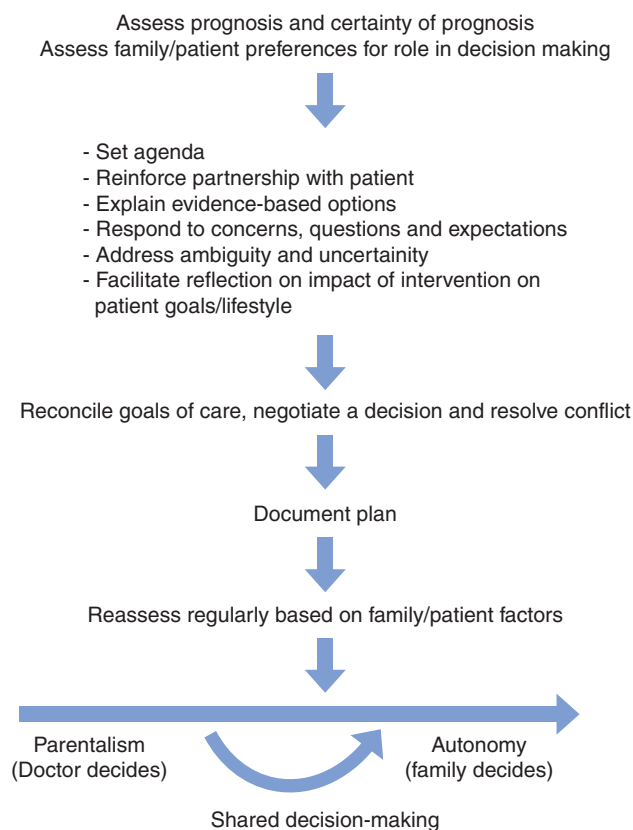 Assess prognosis and certainty of prognosis
Assess family/patient preferences for role in decision making
- Set agenda
- Reinforce partnership with patient
- Explain evidence-based options
- Respond to concerns, questions and expectations
- Address ambiguity and uncertainity
- Facilitate reflection on impact of intervention on
patient goals/lifestyle
Reconcile goals of care, negotiate a decision and resolve conflict
Document plan
Reassess regularly based on family/patient factors
Parentalism
(Doctor decides)
Autonomy
(family decides)
Shared decision-making